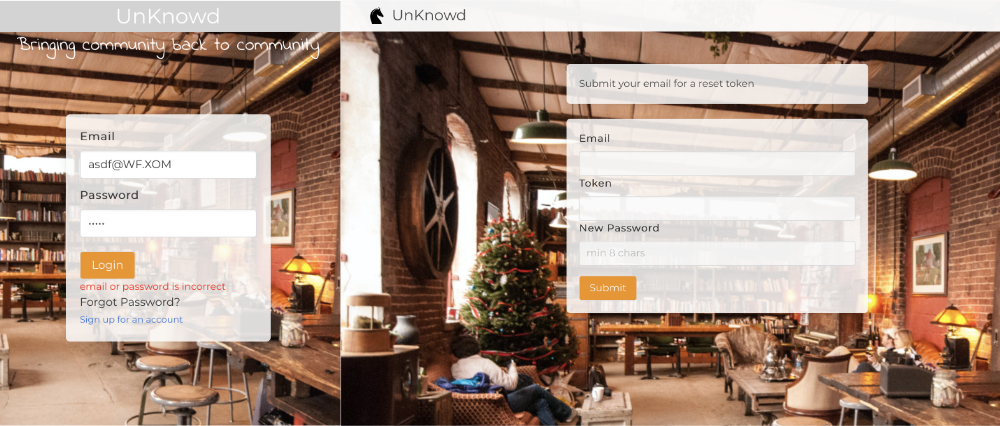 UnKnowd
Bringing community back to community
Email
asdf@WF.XOM
Password
•••••
Login
email or password is incorrect
Forgot Password?
Sign up for an account
UnKnowd
Submit your email for a reset token
Email
Token
New Password
min 8 chars
Submit